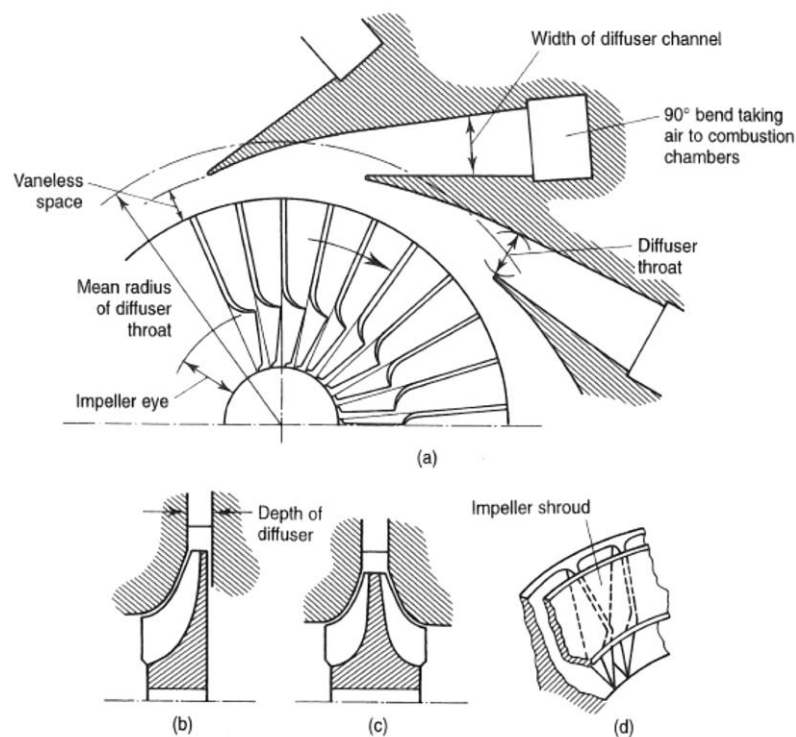 Width of diffuser channel
90° bend taking
air to combustion
chambers
Vaneless
space
Diffuser
throat
Mean radius
of diffuser
throat
Impeller eye
(a)
Depth of
diffuser
Impeller shroud
(b)
(c)
(d)